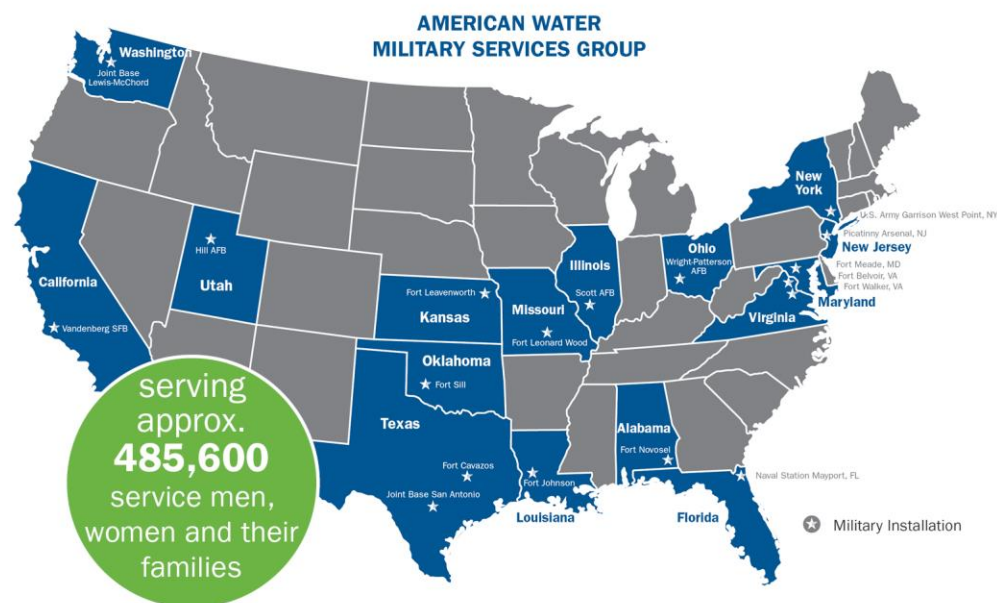 AMERICAN WATER
MILITARY SERVICES GROUP
Washington
Joint Base
Lewis-McChord
New
York
U.S. Army Garrison West Point, NY
Picatinny Arsenal, NJ
New Jersey
Hill AFB
Utah
California
Vandenberg SFB
Fort Leavenworth
Kansas
Missouri
Fort Leonard Wood
Illinois
Scott AFB
Ohio
Wright-Patterson
AFB
Fort Meade, MD
Fort Belvoir, VA
Fort Walker, VA
Maryland
Virginia
Oklahoma
Fort Sill
Texas
Fort Cavazos
Joint Base San Antonio
Fort Johnson
Louisiana
Alabama
Fort Novosel
Naval Station Mayport, FL
Florida
Military Installation
serving
approx.
485,600
service men,
women and their
families